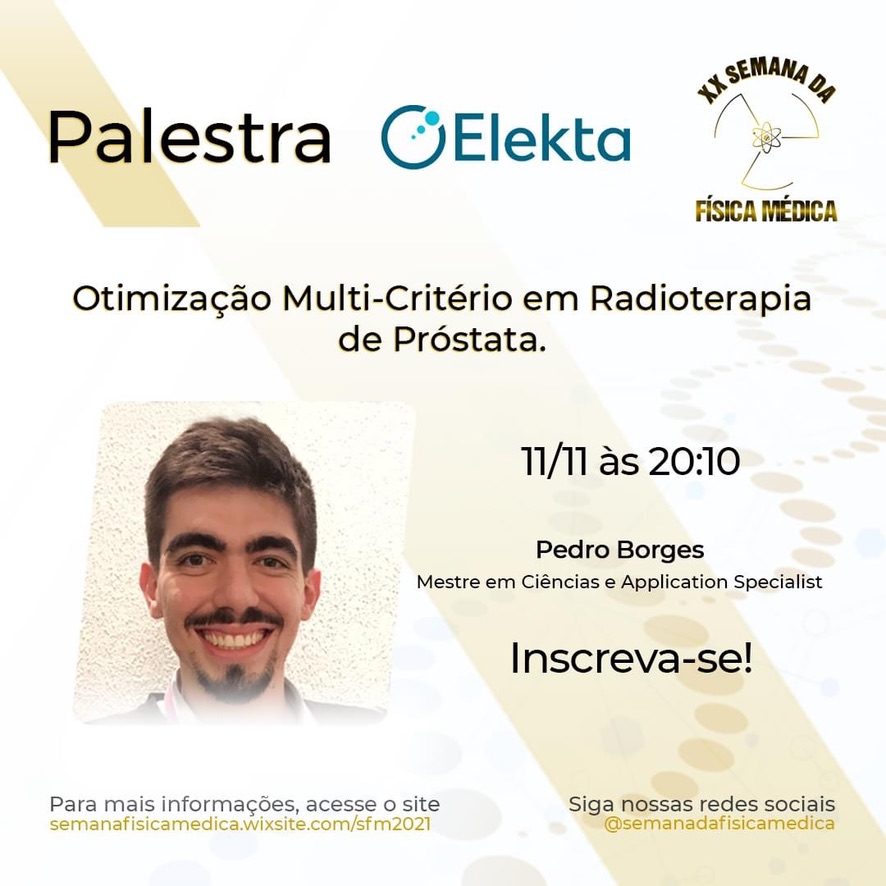 Palestra
Elekta
XX SEMANA DA
FÍSICA MÉDICA
Otimização Multi-Critério em Radioterapia
de Próstata.
11/11 às 20:10
Pedro Borges
Mestre em Ciências e Application Specialist
Inscreva-se!
Para mais informações, acesse o site
semanafisicamedica.wixsite.com/sfm2021
Siga nossas redes sociais
@semanadafisicamedica